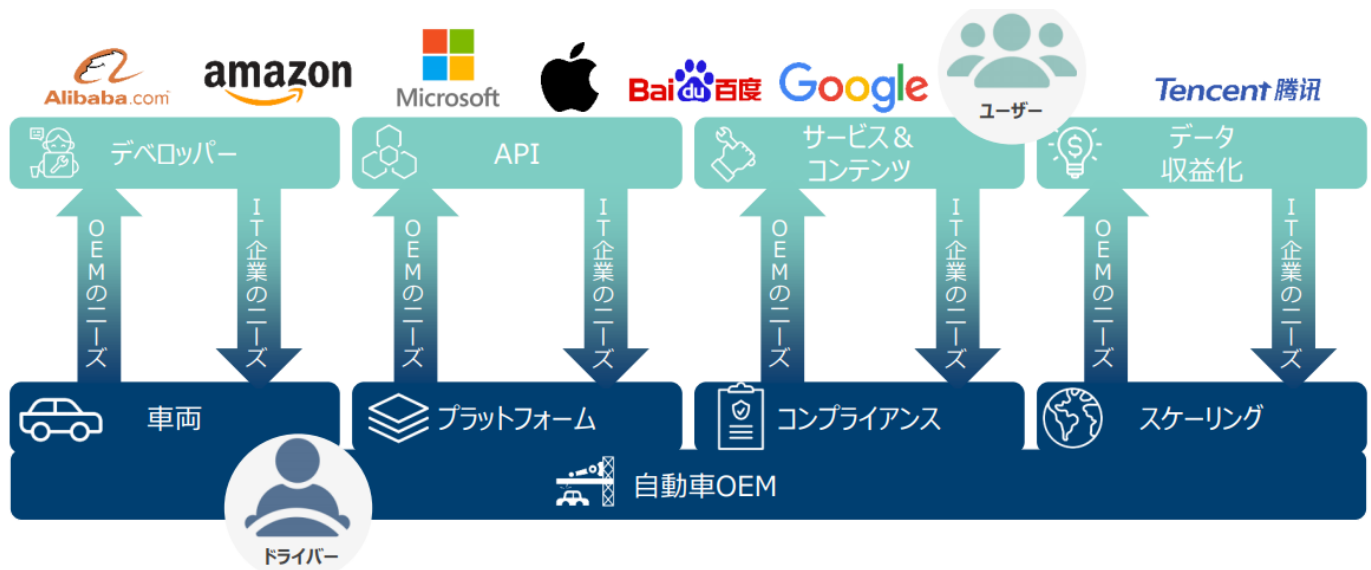 Alibaba.com
amazon
Microsoft
Bai du 百度
Google
ユーザー
Tencent 腾讯
デベロッパー
API
サービス&
コンテンツ
データ
収益化
OEMのニーズ
IT企業のニーズ
OEMのニーズ
IT企業のニーズ
OEMのニーズ
IT企業のニーズ
OEMのニーズ
IT企業のニーズ
車両
プラットフォーム
コンプライアンス
スケーリング
自動車OEM
ドライバー